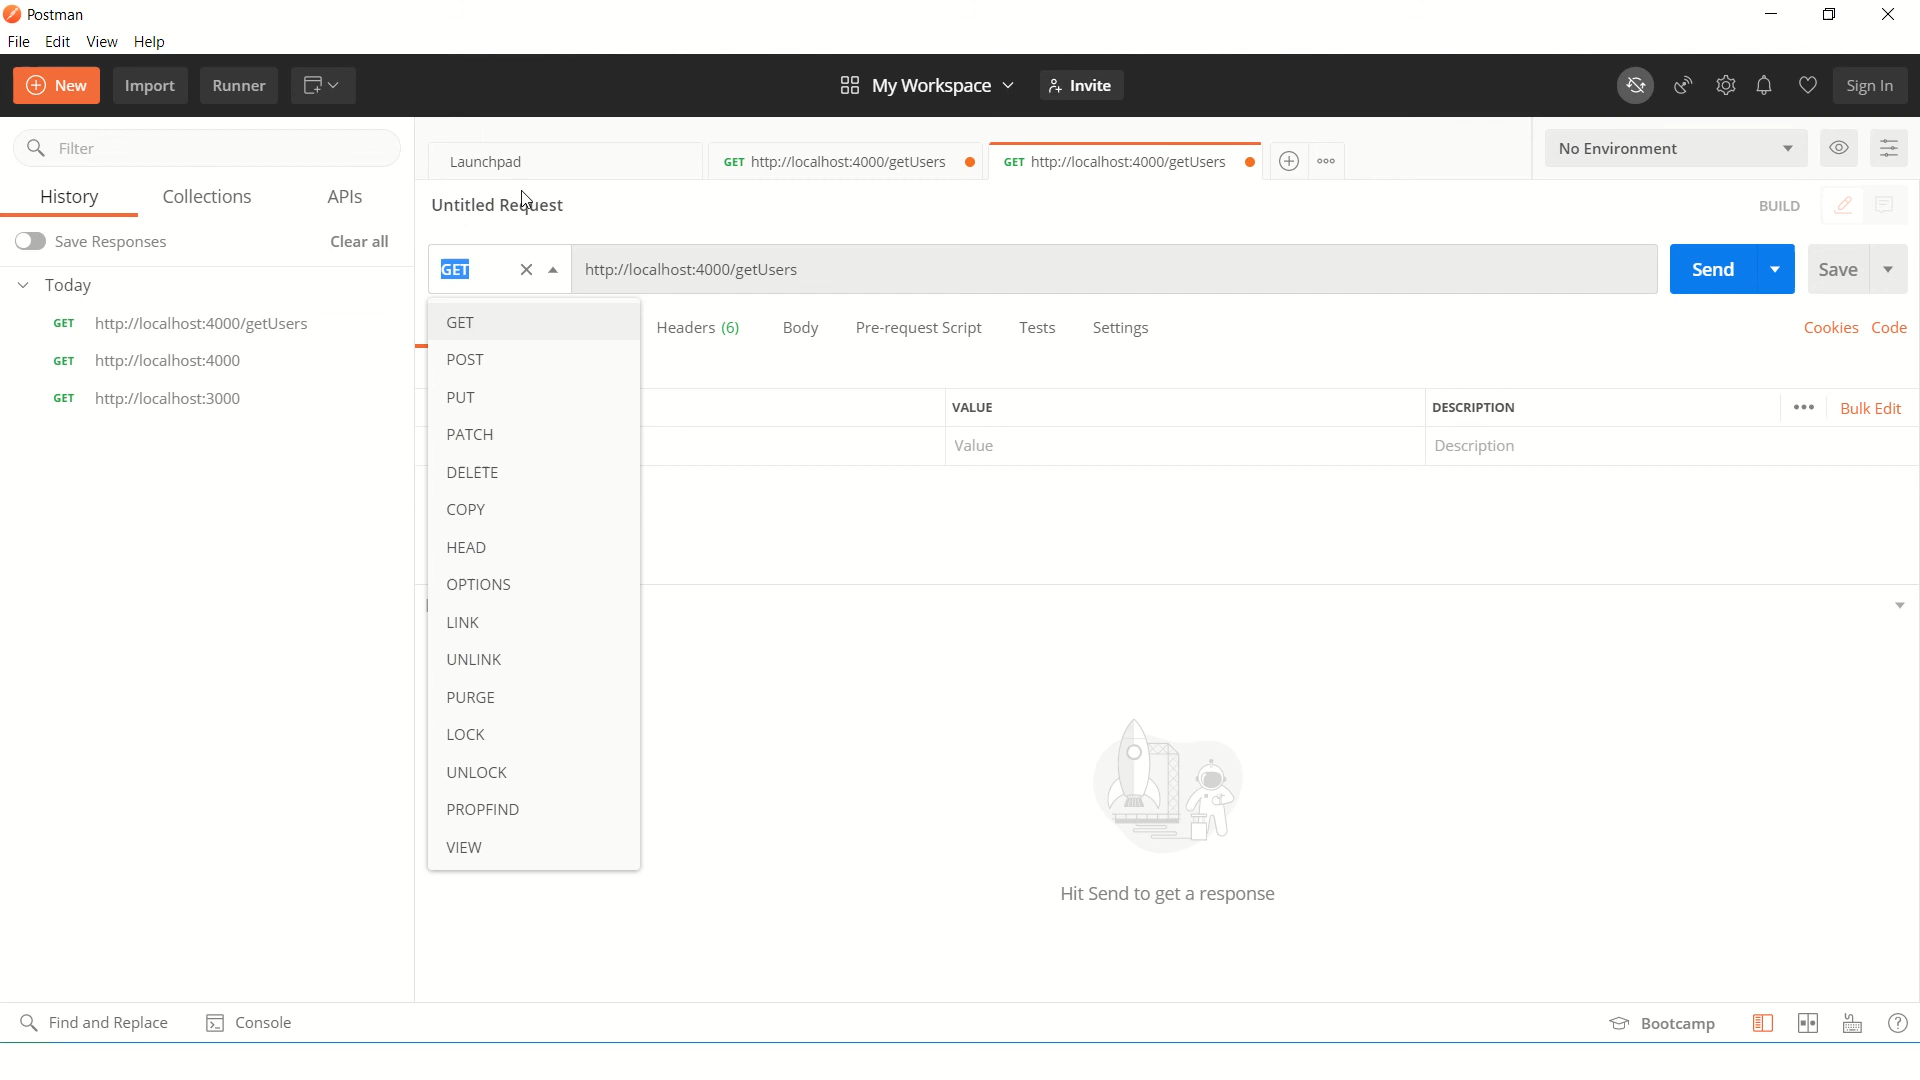 Postman
File Edit View Help
New Import Runner My Workspace Invite Sign In
Filter
Launchpad GET http://localhost:4000/getUsers GET http://localhost:4000/getUsers No Environment
History Collections APIs
Untitled Request BUILD
Save Responses Clear all
GET http://localhost:4000/getUsers Send Save
Today
GET http://localhost:4000/getUsers
GET http://localhost:4000
GET http://localhost:3000
GET
POST
PUT
PATCH
DELETE
COPY
HEAD
OPTIONS
LINK
UNLINK
PURGE
LOCK
UNLOCK
PROPFIND
VIEW
Headers (6) Body Pre-request Script Tests Settings Cookies Code
VALUE DESCRIPTION Bulk Edit
Value Description
Hit Send to get a response
Find and Replace Console Bootcamp